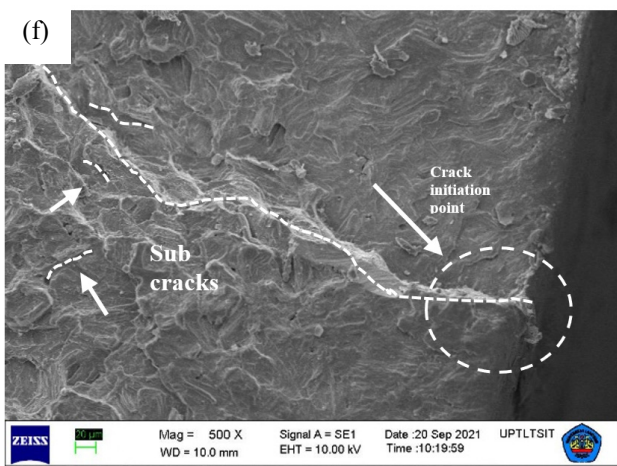 (f)
Crack
initiation
point
Sub
cracks
ZEISS
20 µm
Mag = 500 X
WD = 10.0 mm
Signal A = SE1
EHT = 10.00 kV
Date :20 Sep 2021
Time :10:19:59
UPTLTSIT